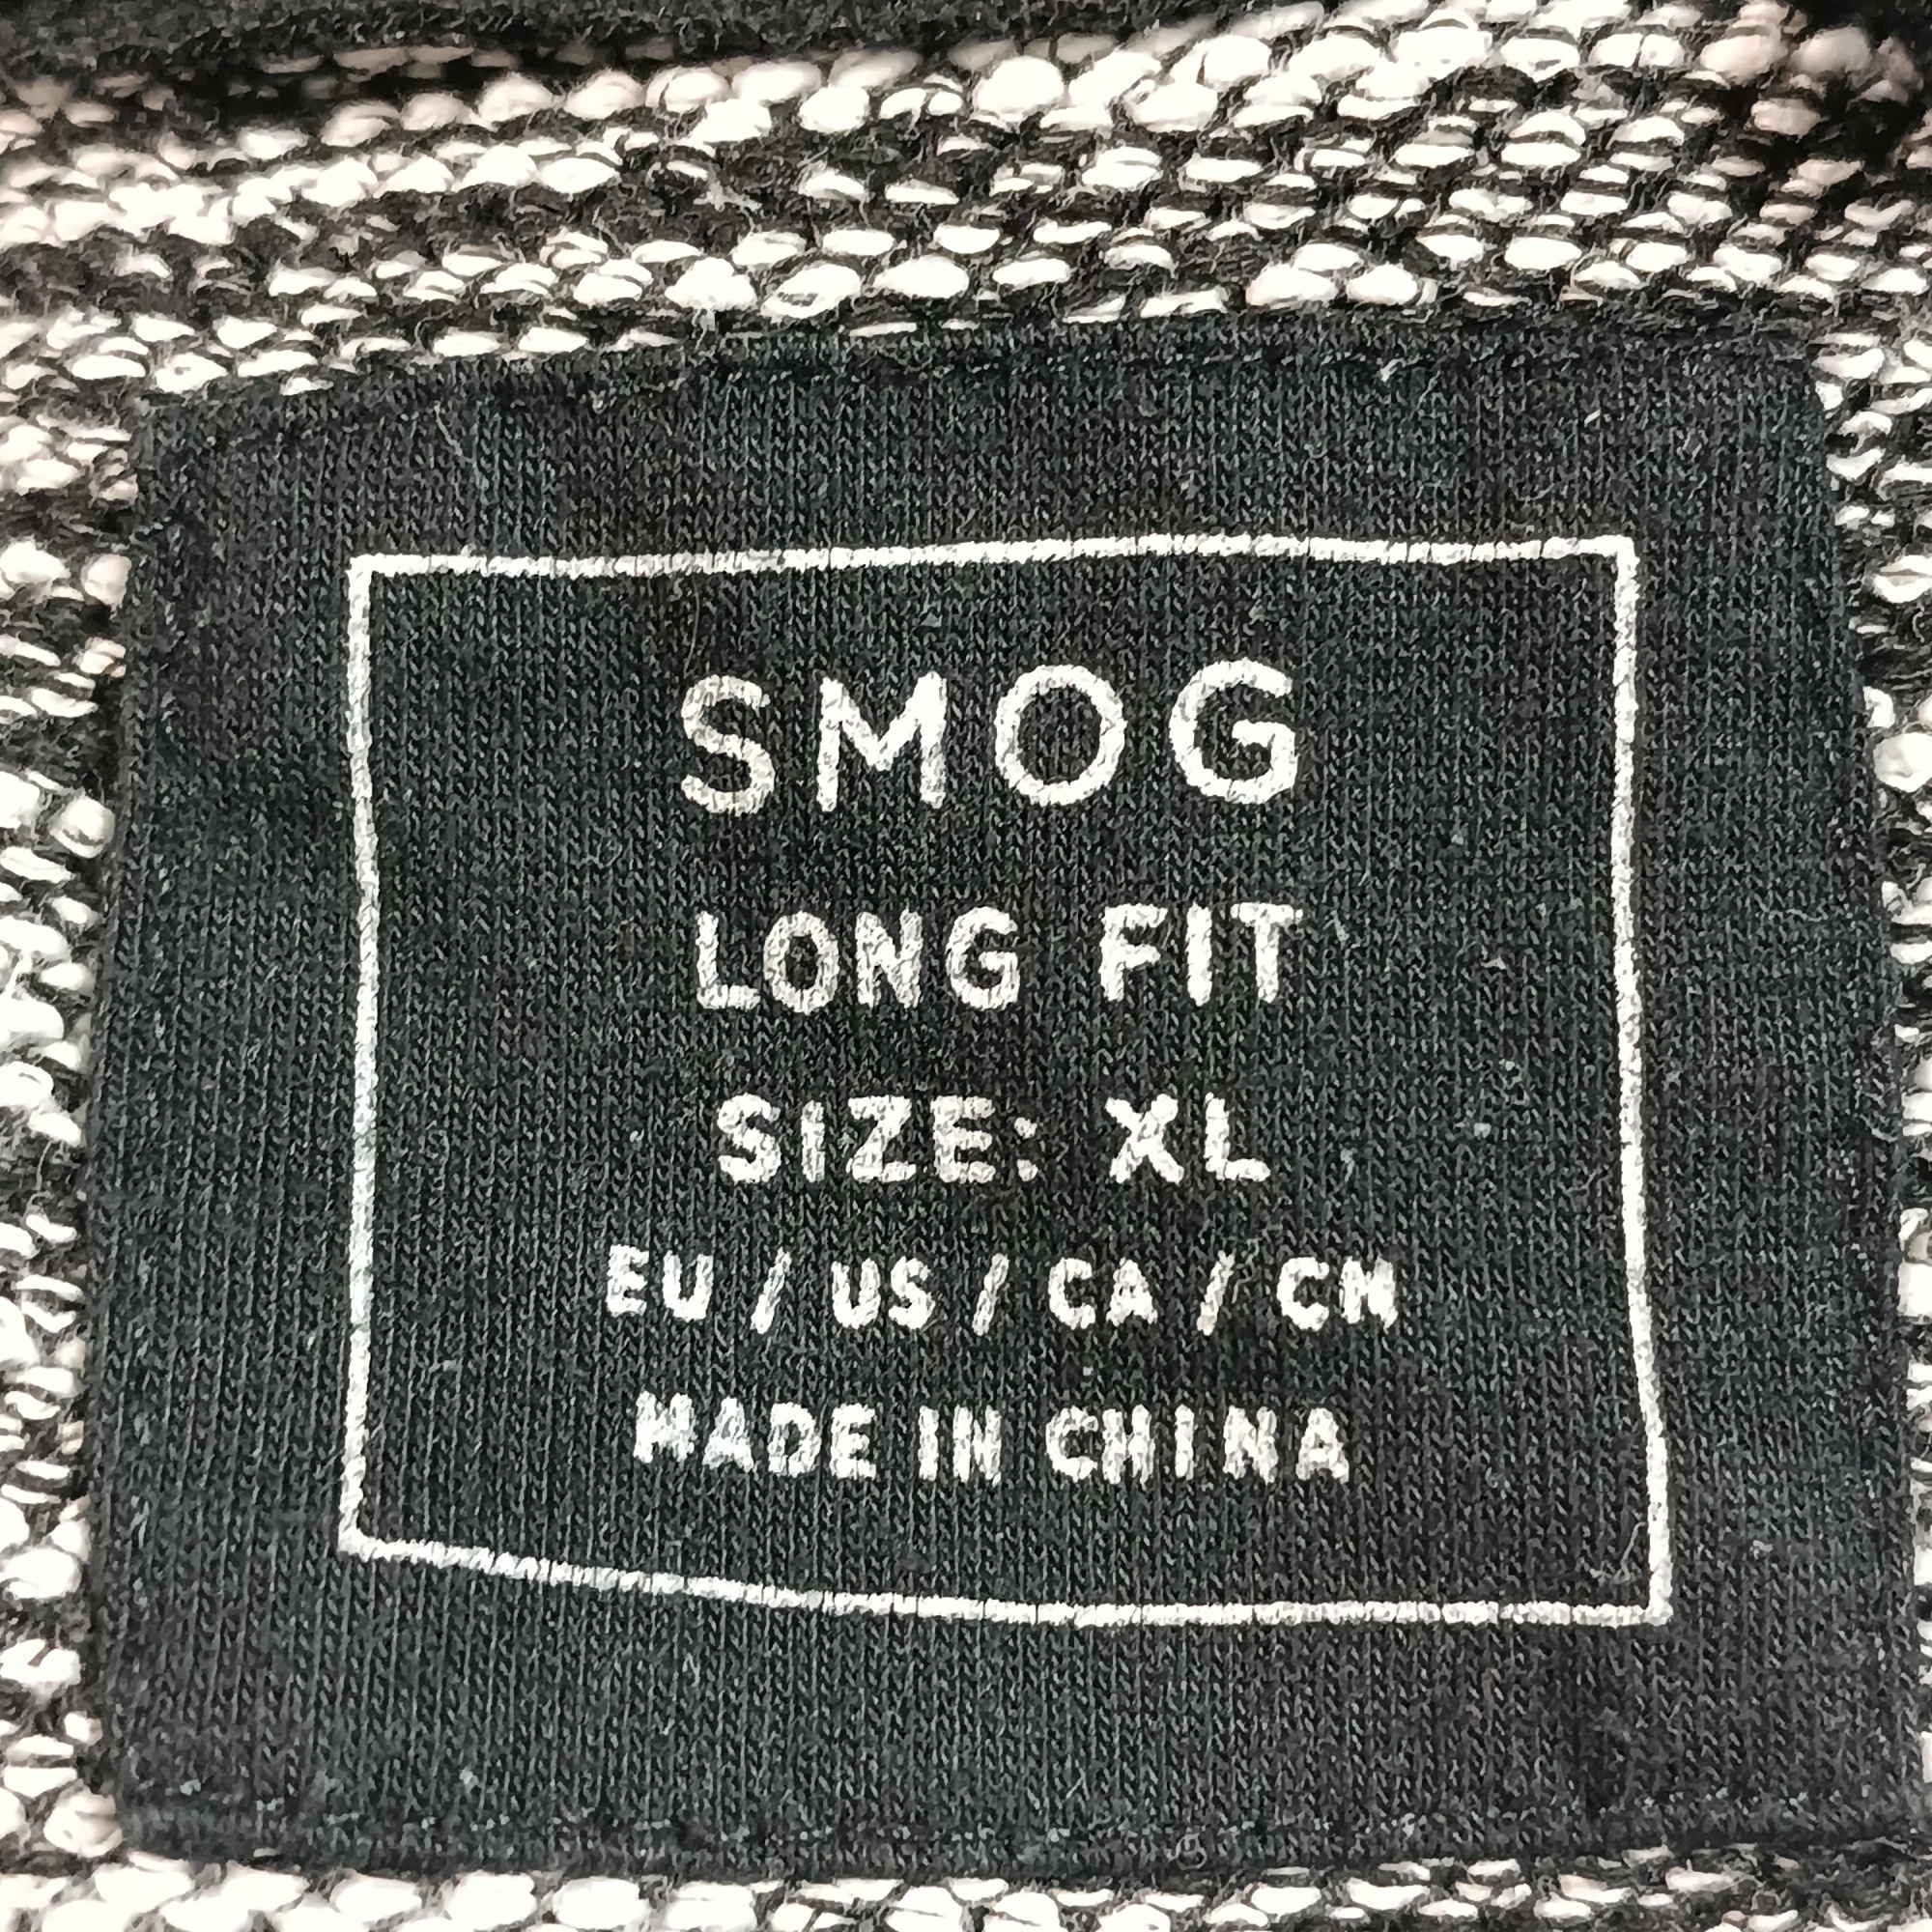 SMOG
LONG FIT
SIZE: XL
EU / US / CA / CN
MADE IN CHINA